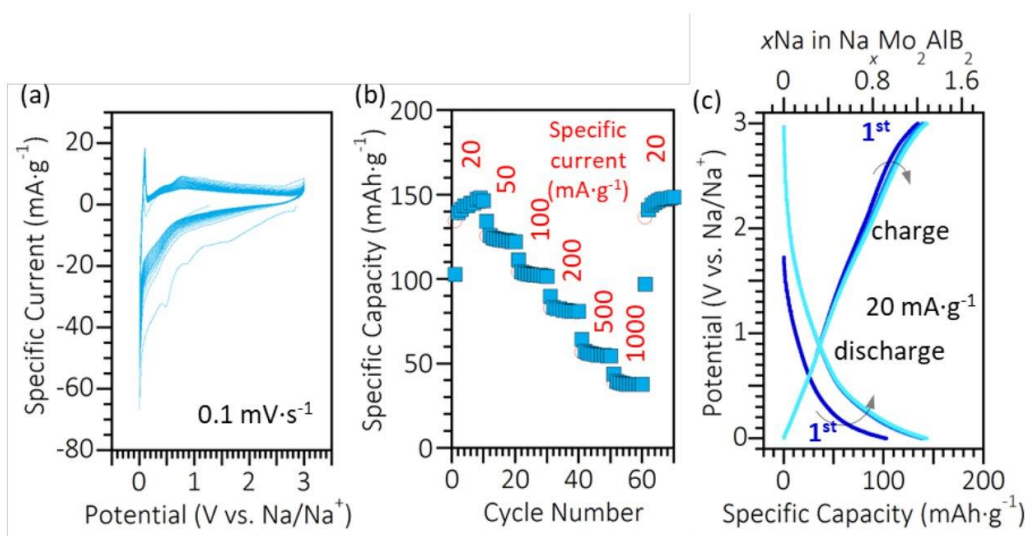 (a)
Specific Current (mA·g⁻¹)
20
0
-20
-40
-60
-80
0.1 mV·s⁻¹
0
1
2
3
Potential (V vs. Na/Na⁺)
(b)
Specific Capacity (mAh·g⁻¹)
200
150
100
50
0
Specific
current
(mA·g⁻¹)
20
50
100
200
500
1000
20
0
20
40
60
Cycle Number
xNa in NaₓMo₂AlB₂
0
0.8
1.6
(c)
Potential (V vs. Na/Na⁺)
3
2
1
0
1ˢᵗ
charge
20 mA·g⁻¹
discharge
1ˢᵗ
0
100
200
Specific Capacity (mAh·g⁻¹)